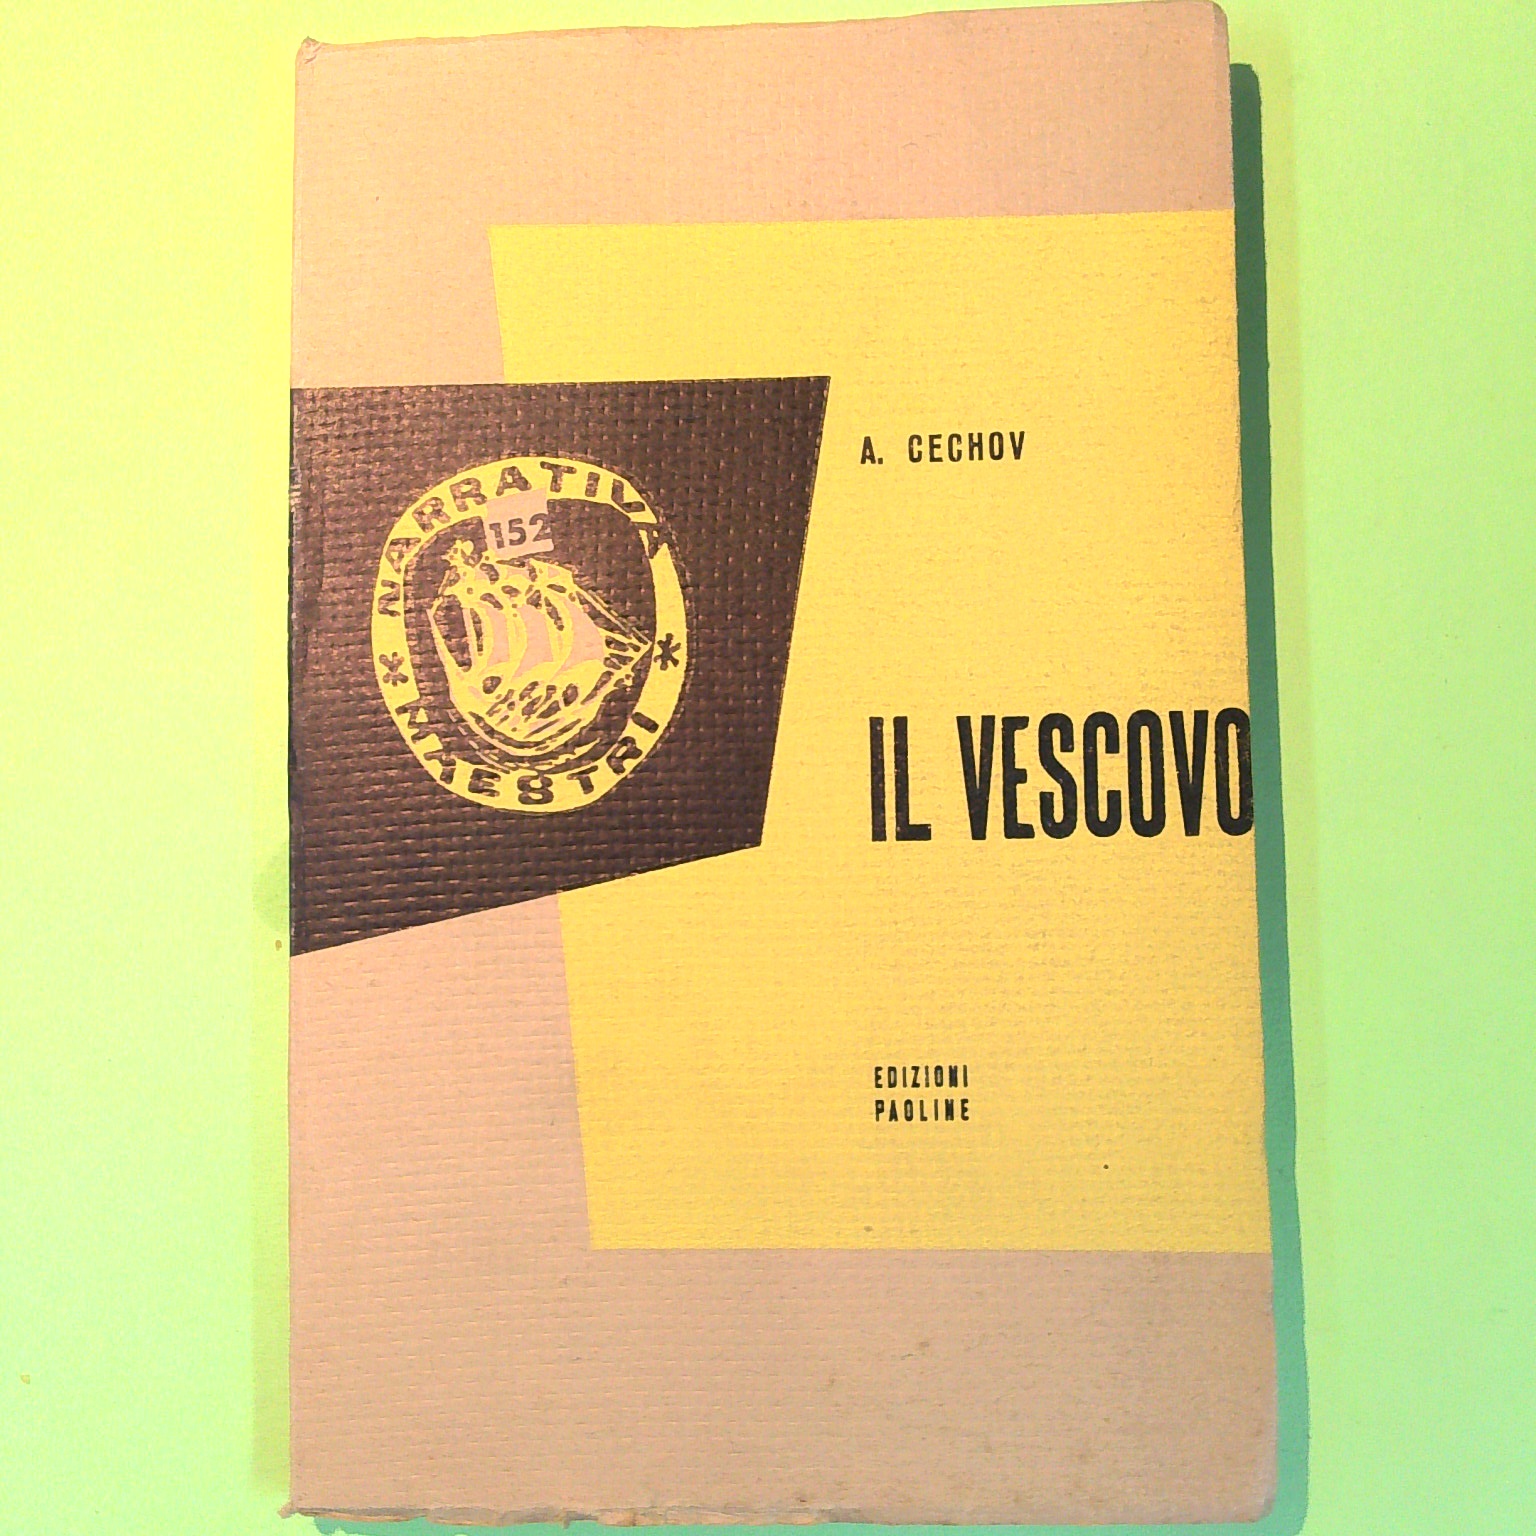 A. CECHOV
NARRATIVA
152
MAESTRI
IL VESCOVO
EDIZIONI
PAOLINE